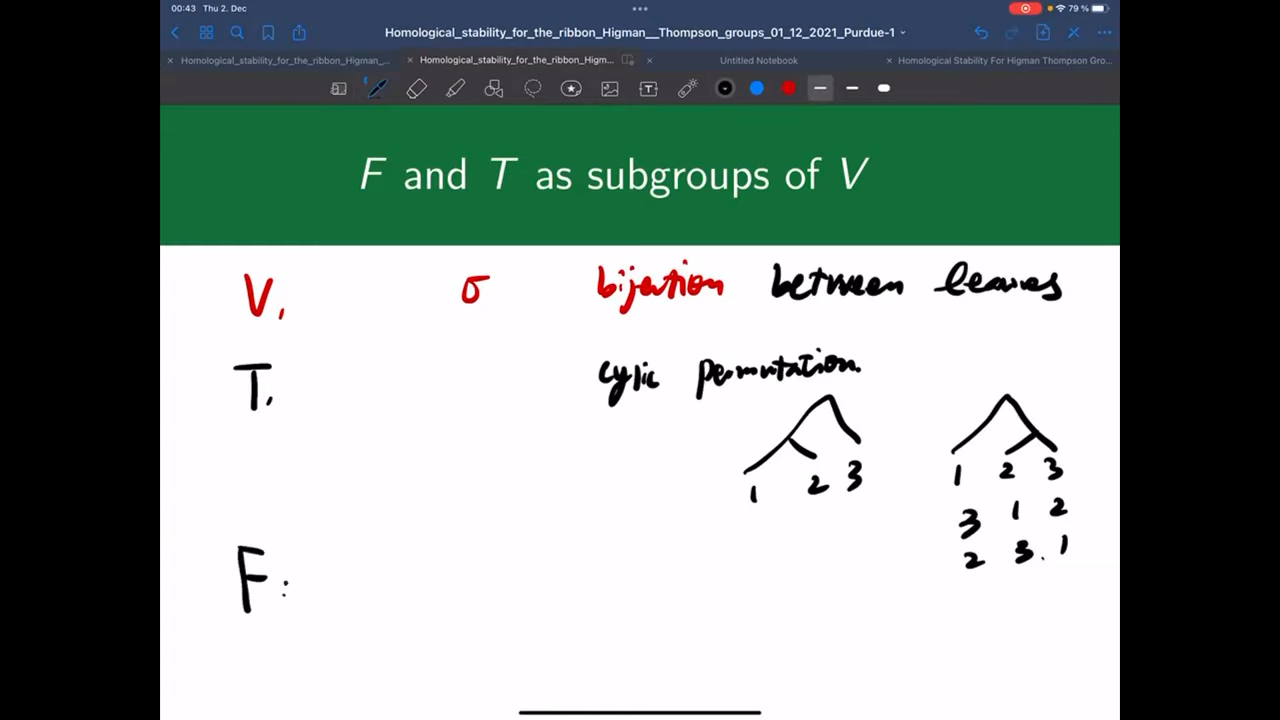 00:43 Thu 2. Dec
79 %
Homological_stability_for_the_ribbon_Higman__Thompson_groups_01_12_2021_Purdue-1
Homological_stability_for_the_ribbon_Higman_...
Homological_stability_for_the_ribbon_Higm...
Untitled Notebook
Homological Stability For Higman Thompson Gro...
F and T as subgroups of V
V. σ bijection between leaves
T. cylic permutation.
1 2 3 1 2 3
3 1 2
2 3. 1
F: